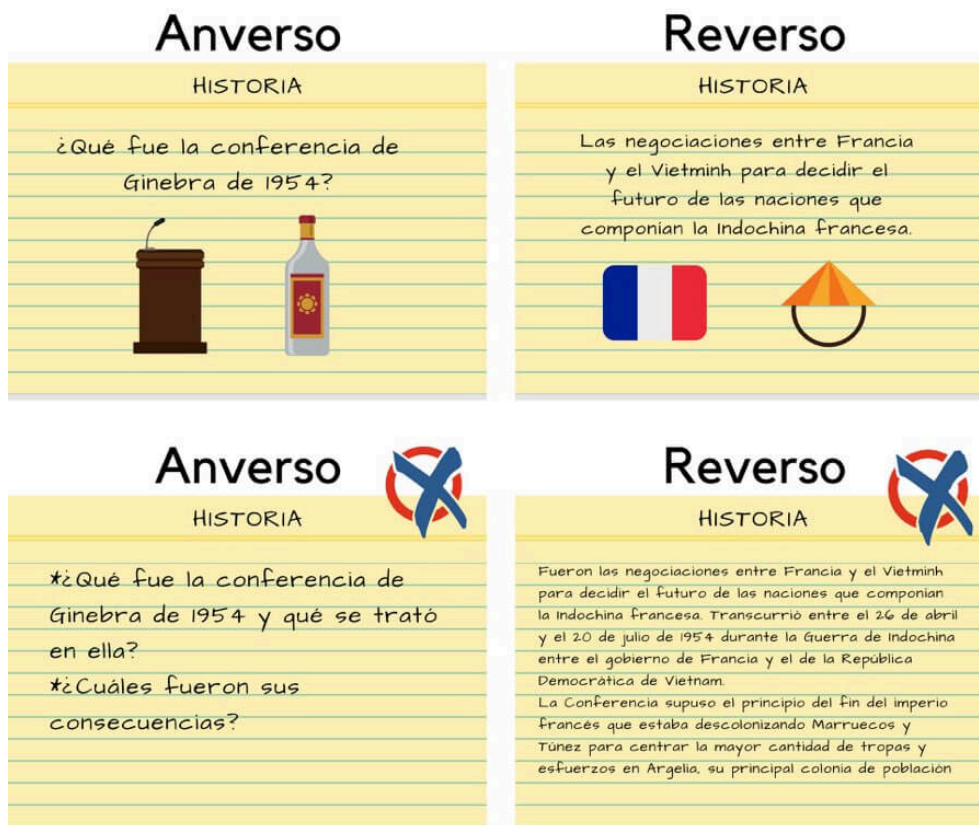 Anverso
HISTORIA
¿Qué fue la conferencia de
Ginebra de 1954?
Reverso
HISTORIA
Las negociaciones entre Francia
y el Vietminh para decidir el
futuro de las naciones que
componían la Indochina francesa.
Anverso
HISTORIA
*¿Qué fue la conferencia de
Ginebra de 1954 y qué se trató
en ella?
*¿Cuáles fueron sus
consecuencias?
Reverso
HISTORIA
Fueron las negociaciones entre Francia y el Vietminh
para decidir el futuro de las naciones que componían
la Indochina francesa. Transcurrió entre el 26 de abril
y el 20 de julio de 1954 durante la Guerra de Indochina
entre el gobierno de Francia y el de la República
Democrática de Vietnam.
La Conferencia supuso el principio del fin del imperio
francés que estaba descolonizando Marruecos y
Túnez para centrar la mayor cantidad de tropas y
esfuerzos en Argelia, su principal colonia de población